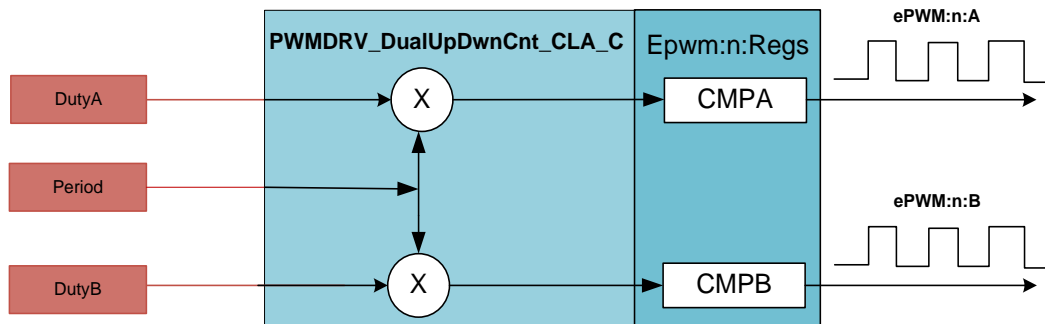 PWMDRV_DualUpDwnCnt_CLA_C
Epwm:n:Regs
ePWM:n:A
DutyA
X
CMPA
Period
ePWM:n:B
DutyB
X
CMPB